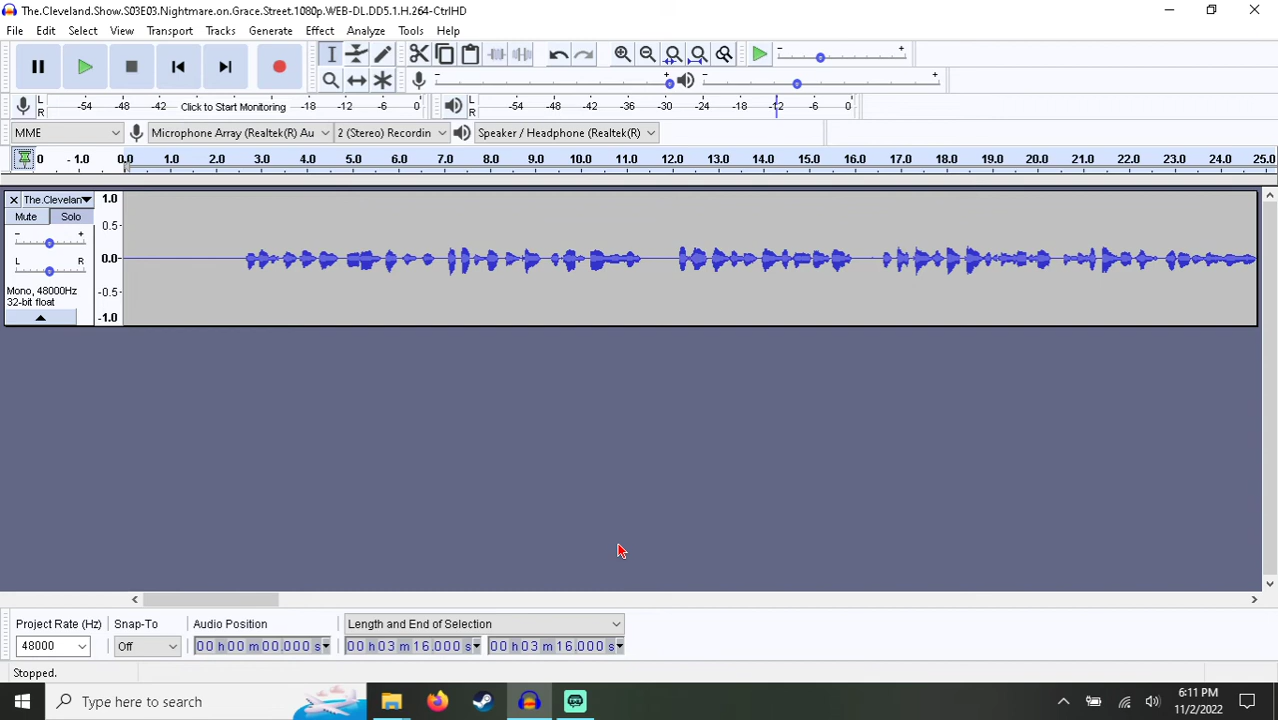 The.Cleveland.Show.S03E03.Nightmare.on.Grace.Street.1080p.WEB-DL.DD5.1.H.264-CtrlHD
File Edit Select View Transport Tracks Generate Effect Analyze Tools Help
L R -54 -48 -42 Click to Start Monitoring -18 -12 -6 0 L R -54 -48 -42 -36 -30 -24 -18 -12 -6 0
MME Microphone Array (Realtek(R) Au 2 (Stereo) Recordin Speaker / Headphone (Realtek(R)
- 1.0 0.0 1.0 2.0 3.0 4.0 5.0 6.0 7.0 8.0 9.0 10.0 11.0 12.0 13.0 14.0 15.0 16.0 17.0 18.0 19.0 20.0 21.0 22.0 23.0 24.0 25.0
The.Clevelan 1.0
Mute Solo
0.5
L R 0.0
Mono, 48000Hz -0.5
32-bit float
-1.0
Project Rate (Hz) Snap-To Audio Position Length and End of Selection
48000 Off 00 h 00 m 00.000 s 00 h 03 m 16.000 s 00 h 03 m 16.000 s
Stopped.
Type here to search
6:11 PM
11/2/2022